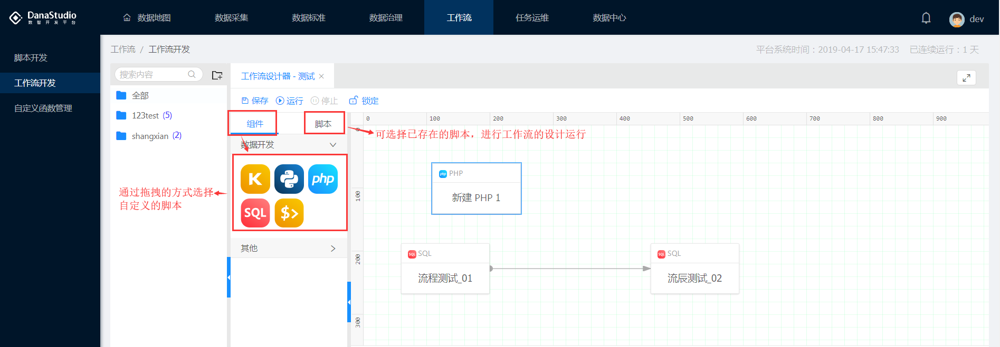 DanaStudio
数智开发平台
数据地图
数据采集
数据标准
数据治理
工作流
任务运维
数据中心
dev
脚本开发
工作流开发
自定义函数管理
工作流 / 工作流开发
平台系统时间：2019-04-17 15:47:33 已连续运行：1 天
搜索内容
全部
123test (5)
shangxian (2)
工作流设计器 - 测试 ×
保存 运行 停止 锁定
组件
脚本
数据开发
K
php
SQL
$>
其他
通过拖拽的方式选择
自定义的脚本
0 100 200 300 400 500 600 700 800 900
0
100
200
300
可选择已存在的脚本，进行工作流的设计运行
php PHP
新建 PHP 1
SQL SQL
流程测试_01
SQL SQL
流辰测试_02